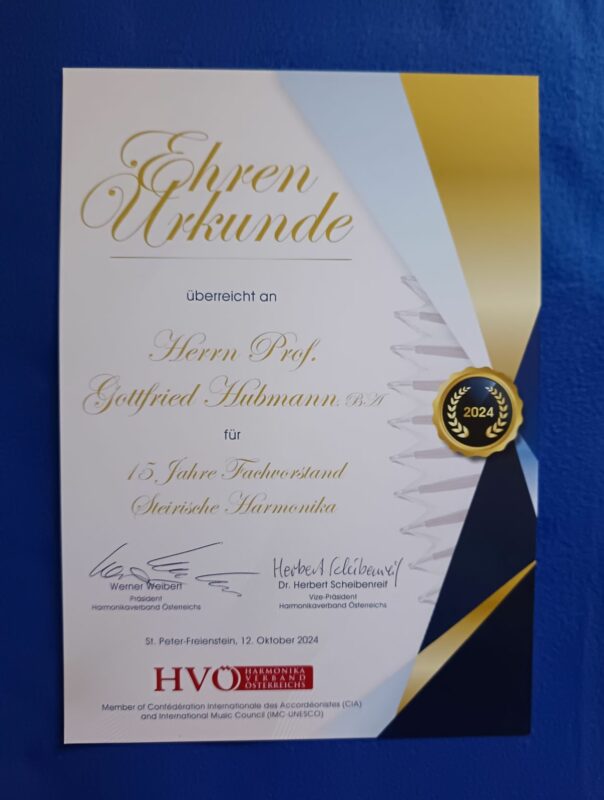 Ehren
Urkunde
überreicht an
Herrn Prof.
Gottfried Hubmann, BA
für
15 Jahre Fachvorstand
Steirische Harmonika
2024
Herbert Scheibenreif
Werner Weibert
Präsident
Harmonikaverband Österreichs
Dr. Herbert Scheibenreif
Vize-Präsident
Harmonikaverband Österreichs
St. Peter-Freienstein, 12. Oktober 2024
HVÖ
HARMONIKA
VERBAND
ÖSTERREICHS
Member of Confédération Internationale des Accordéonistes (CIA)
and International Music Council (IMC UNESCO)